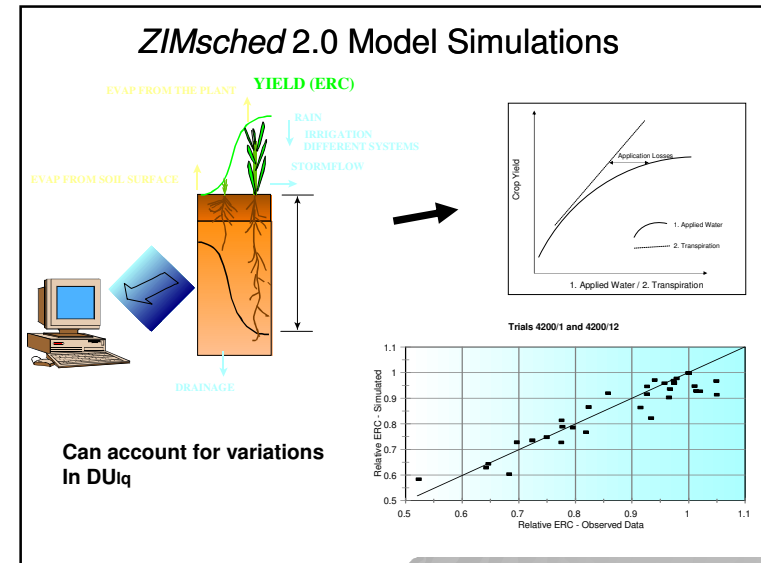 ZIMsched 2.0 Model Simulations
YIELD (ERC)
EVAP FROM THE PLANT
RAIN
IRRIGATION
DIFFERENT SYSTEMS
STORMFLOW
EVAP FROM SOIL SURFACE
DRAINAGE
Can account for variations
In DUlq
Crop Yield
Application Losses
1. Applied Water
2. Transpiration
1. Applied Water / 2. Transpiration
Trials 4200/1 and 4200/12
Relative ERC - Simulated
1.1
1
0.9
0.8
0.7
0.6
0.5
0.5 0.6 0.7 0.8 0.9 1 1.1
Relative ERC - Observed Data